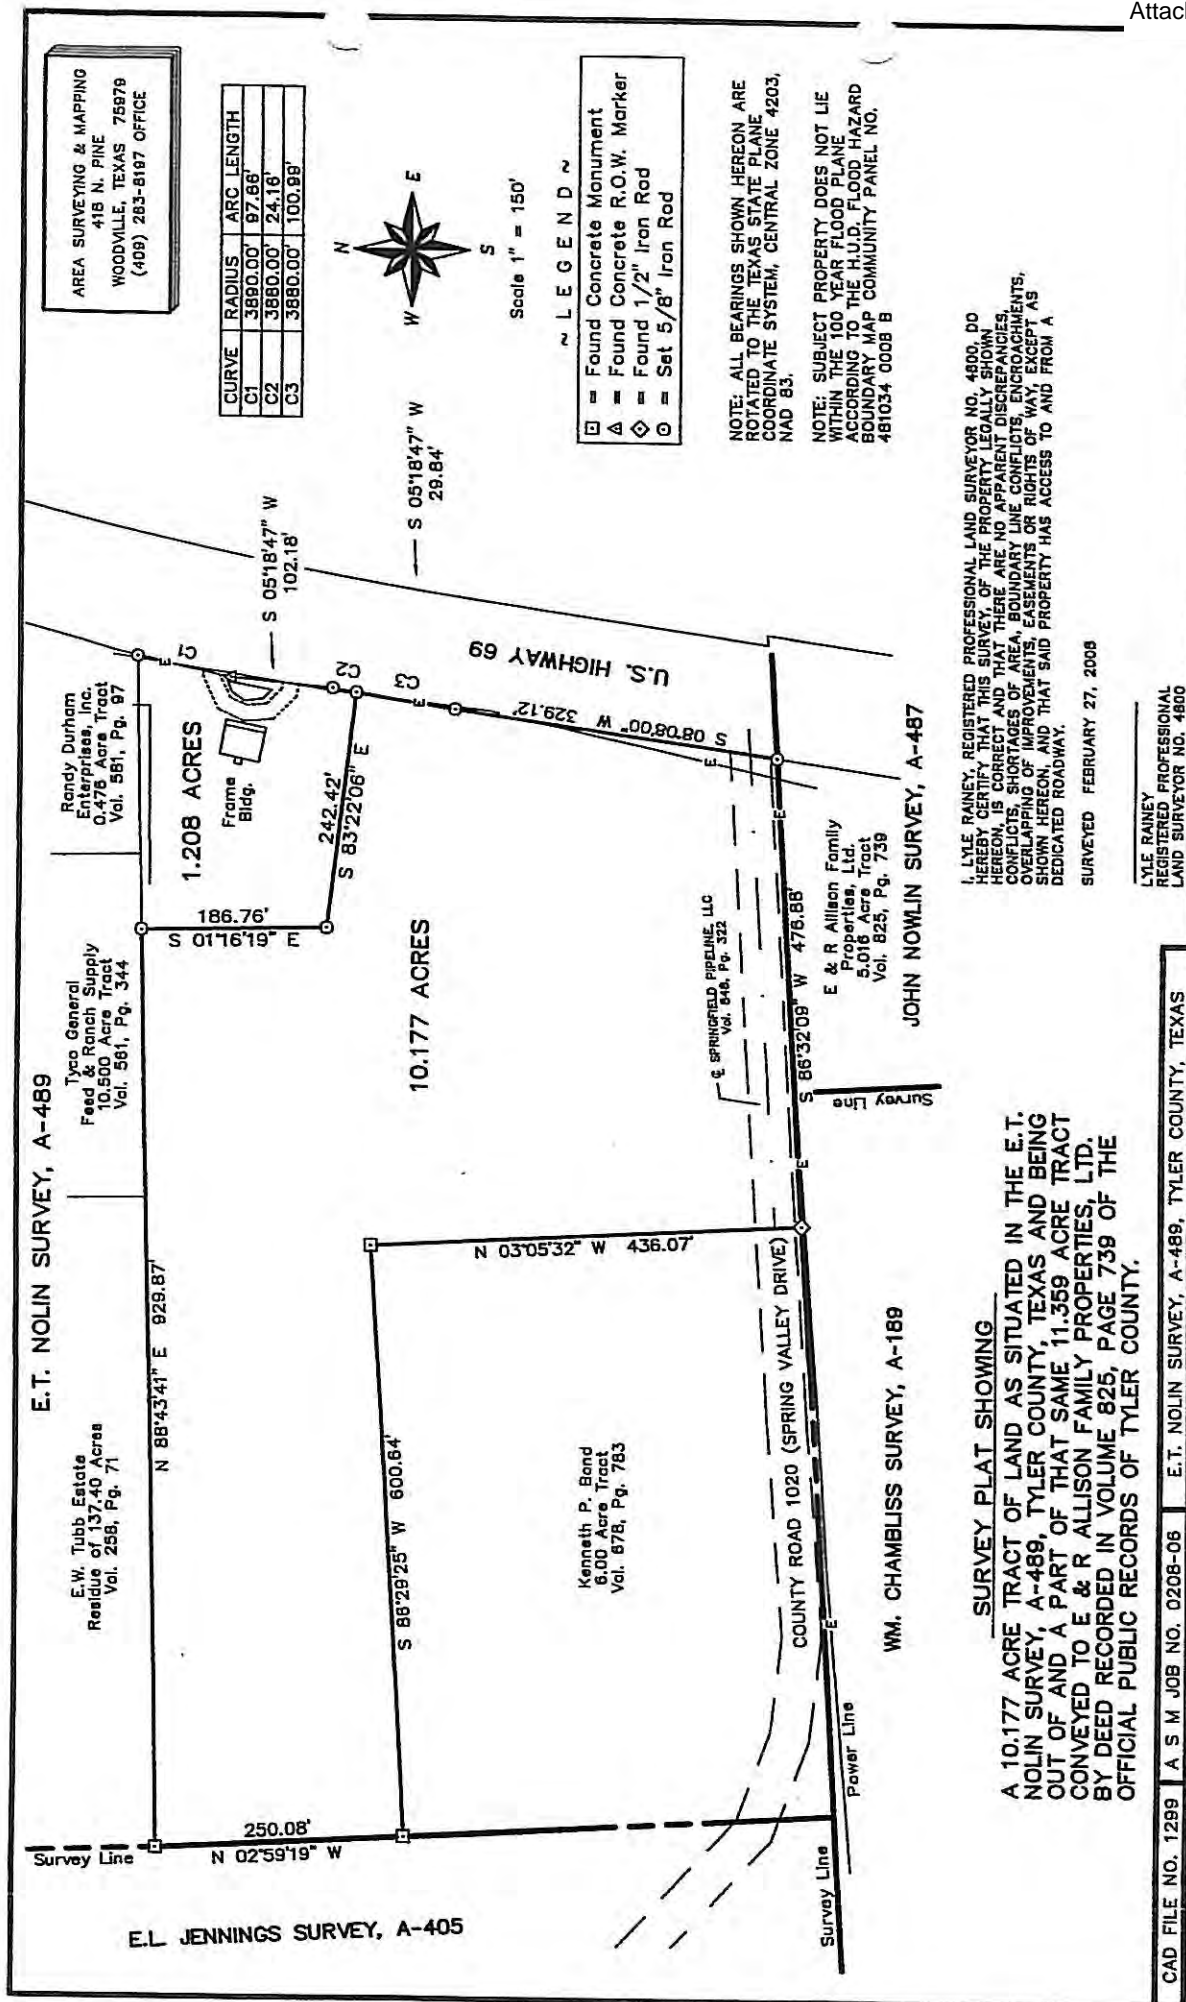 Attach
AREA SURVEYING & MAPPING
418 N. PINE
WOODVILLE, TEXAS 75979
(409) 283-8197 OFFICE
CURVE RADIUS ARC LENGTH
C1 3890.00' 97.66'
C2 3880.00' 24.16'
C3 3880.00' 100.99'
N
W E
S
Scale 1" = 150'
~ L E G E N D ~
= Found Concrete Monument
= Found Concrete R.O.W. Marker
= Found 1/2" Iron Rod
= Set 5/8" Iron Rod
NOTE: ALL BEARINGS SHOWN HEREON ARE
ROTATED TO THE TEXAS STATE PLANE
COORDINATE SYSTEM, CENTRAL ZONE 4203,
NAD 83.
NOTE: SUBJECT PROPERTY DOES NOT LIE
WITHIN THE 100 YEAR FLOOD PLANE
ACCORDING TO THE H.U.D. FLOOD HAZARD
BOUNDARY MAP COMMUNITY PANEL NO.
481034 0008 B
I, LYLE RAINEY, REGISTERED PROFESSIONAL LAND SURVEYOR NO. 4800, DO
HEREBY CERTIFY THAT THIS SURVEY, OF THE PROPERTY LEGALLY SHOWN
HEREON, IS CORRECT AND THAT THERE ARE NO APPARENT DISCREPANCIES,
CONFLICTS, SHORTAGES OF AREA, BOUNDARY LINE CONFLICTS, ENCROACHMENTS,
OVERLAPPING OF IMPROVEMENTS, EASEMENTS OR RIGHTS OF WAY, EXCEPT AS
SHOWN HEREON, AND THAT SAID PROPERTY HAS ACCESS TO AND FROM A
DEDICATED ROADWAY.
SURVEYED FEBRUARY 27, 2008
LYLE RAINEY
REGISTERED PROFESSIONAL
LAND SURVEYOR NO. 4800
E.T. NOLIN SURVEY, A-489
E.W. Tubb Estate
Residue of 137.40 Acres
Vol. 258, Pg. 71
Tyco General
Feed & Ranch Supply
10.500 Acre Tract
Vol. 561, Pg. 344
Randy Durham
Enterprises, Inc.
0.476 Acre Tract
Vol. 581, Pg. 97
N 88°43'41" E 929.87'
1.208 ACRES
Frame
Bldg.
186.76'
S 01°16'19" E
242.42'
S 83°22'06" E
E
C1
C2
C3
E
S 05°18'47" W
102.18'
S 05°18'47" W
29.84'
U.S. HIGHWAY 69
S 08°08'00" W 329.12'
E
10.177 ACRES
250.08'
N 02°59'19" W
Survey Line
S 86°29'25" W 600.64'
N 03°05'32" W 436.07'
Kenneth P. Bond
6.00 Acre Tract
Vol. 678, Pg. 783
℄ SPRINGFIELD PIPELINE, LLC
Vol. 848, Pg. 322
COUNTY ROAD 1020 (SPRING VALLEY DRIVE)
S 86°32'09" W 476.88'
E
E
E
E & R Allison Family
Properties, Ltd.
5.016 Acre Tract
Vol. 825, Pg. 739
JOHN NOWLIN SURVEY, A-487
Survey Line
WM. CHAMBLISS SURVEY, A-189
Power Line
Survey Line
E.L. JENNINGS SURVEY, A-405
SURVEY PLAT SHOWING
A 10.177 ACRE TRACT OF LAND AS SITUATED IN THE E.T.
NOLIN SURVEY, A-489, TYLER COUNTY, TEXAS AND BEING
OUT OF AND A PART OF THAT SAME 11.359 ACRE TRACT
CONVEYED TO E & R ALLISON FAMILY PROPERTIES, LTD.
BY DEED RECORDED IN VOLUME 825, PAGE 739 OF THE
OFFICIAL PUBLIC RECORDS OF TYLER COUNTY.
CAD FILE NO. 1299 A S M JOB NO. 0208-06 E.T. NOLIN SURVEY, A-489, TYLER COUNTY, TEXAS